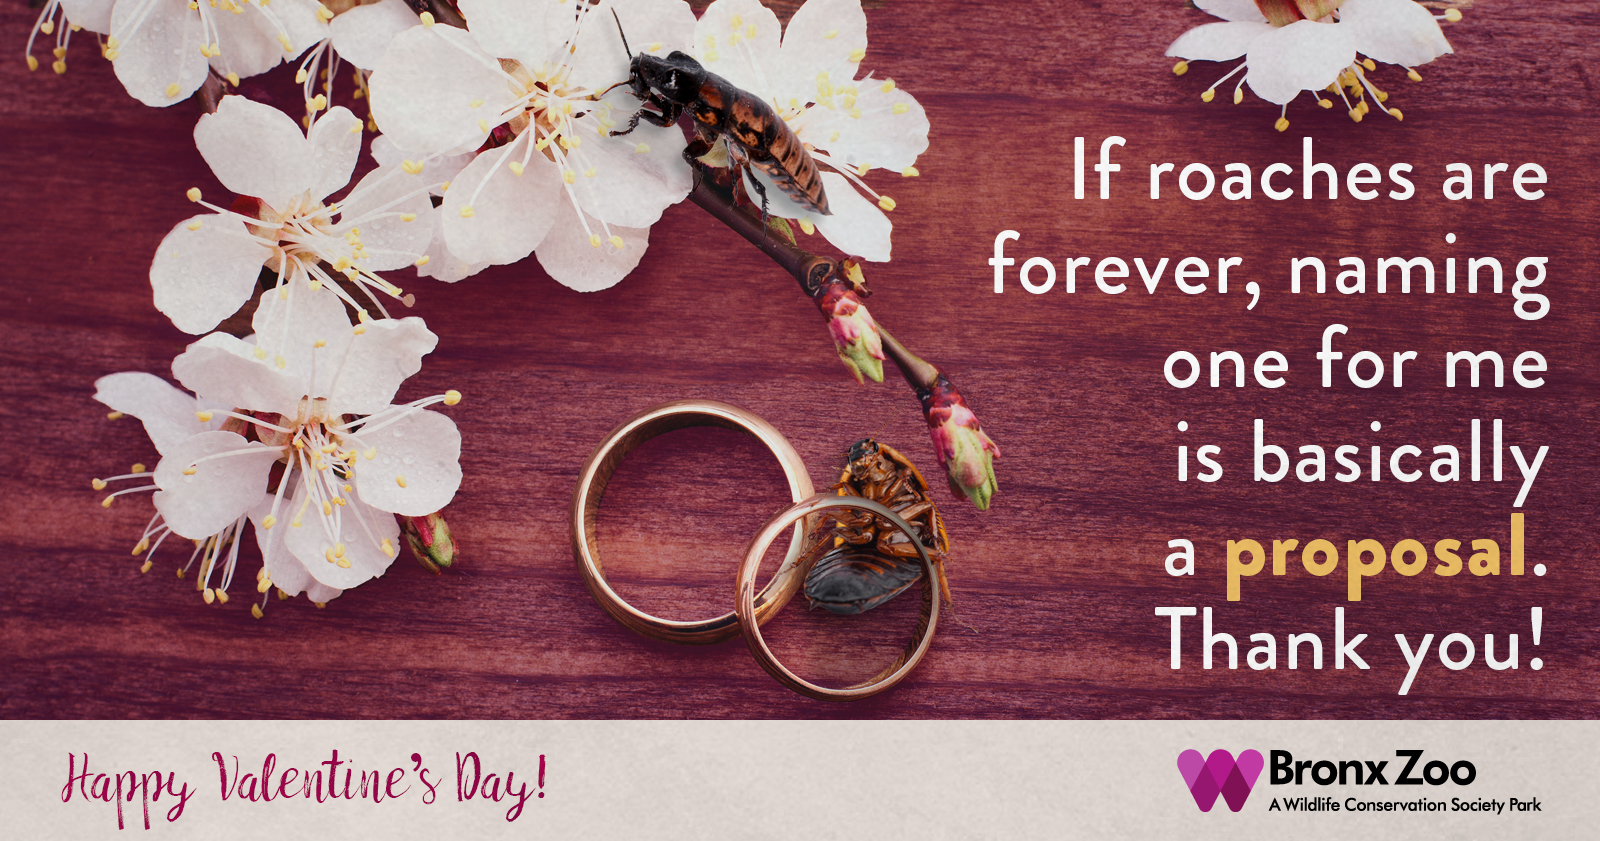 If roaches are
forever, naming
one for me
is basically
a proposal.
Thank you!
Happy Valentine's Day!
Bronx Zoo
A Wildlife Conservation Society Park